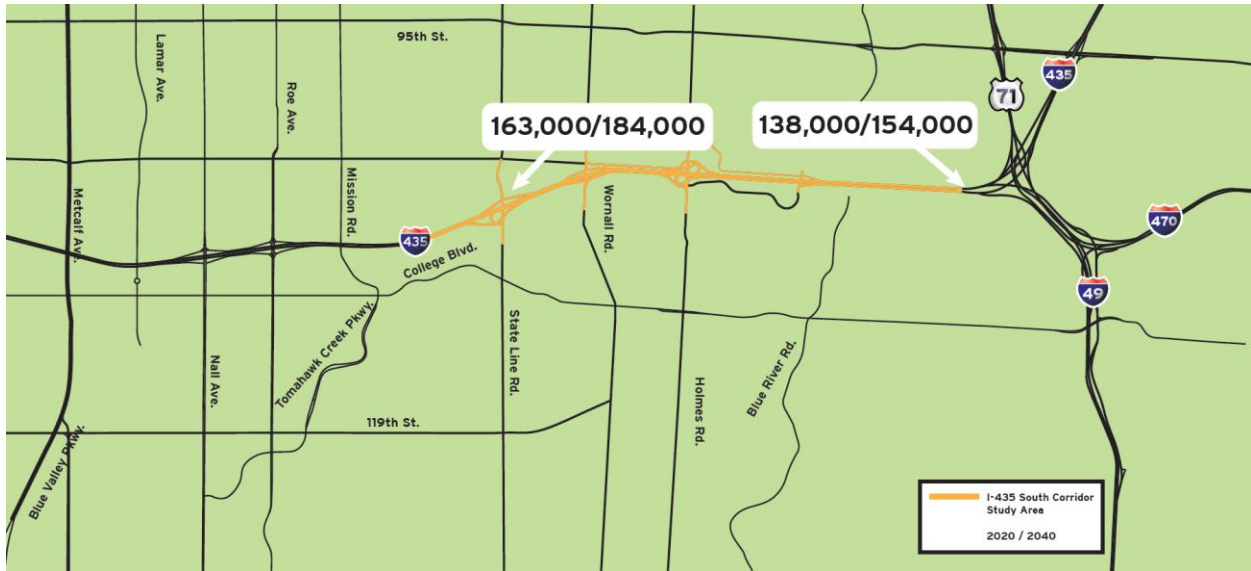 95th St.
Lamar Ave.
Roe Ave.
71
435
163,000/184,000
138,000/154,000
Mission Rd.
Metcalf Ave.
Wornall Rd.
470
435
College Blvd.
49
State Line Rd.
Tomahawk Creek Pkwy.
Nall Ave.
Holmes Rd.
Blue River Rd.
119th St.
Blue Valley Pkwy.
I-435 South Corridor
Study Area
2020 / 2040